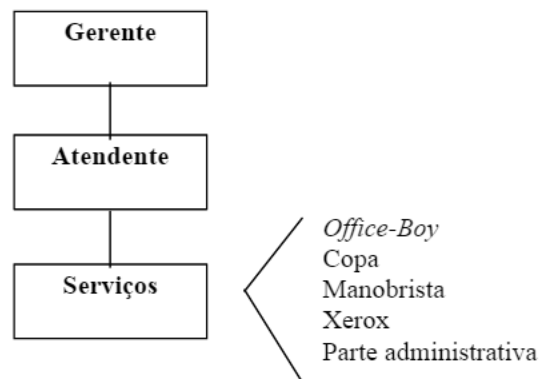 Gerente
Atendente
Serviços
Office-Boy
Copa
Manobrista
Xerox
Parte administrativa